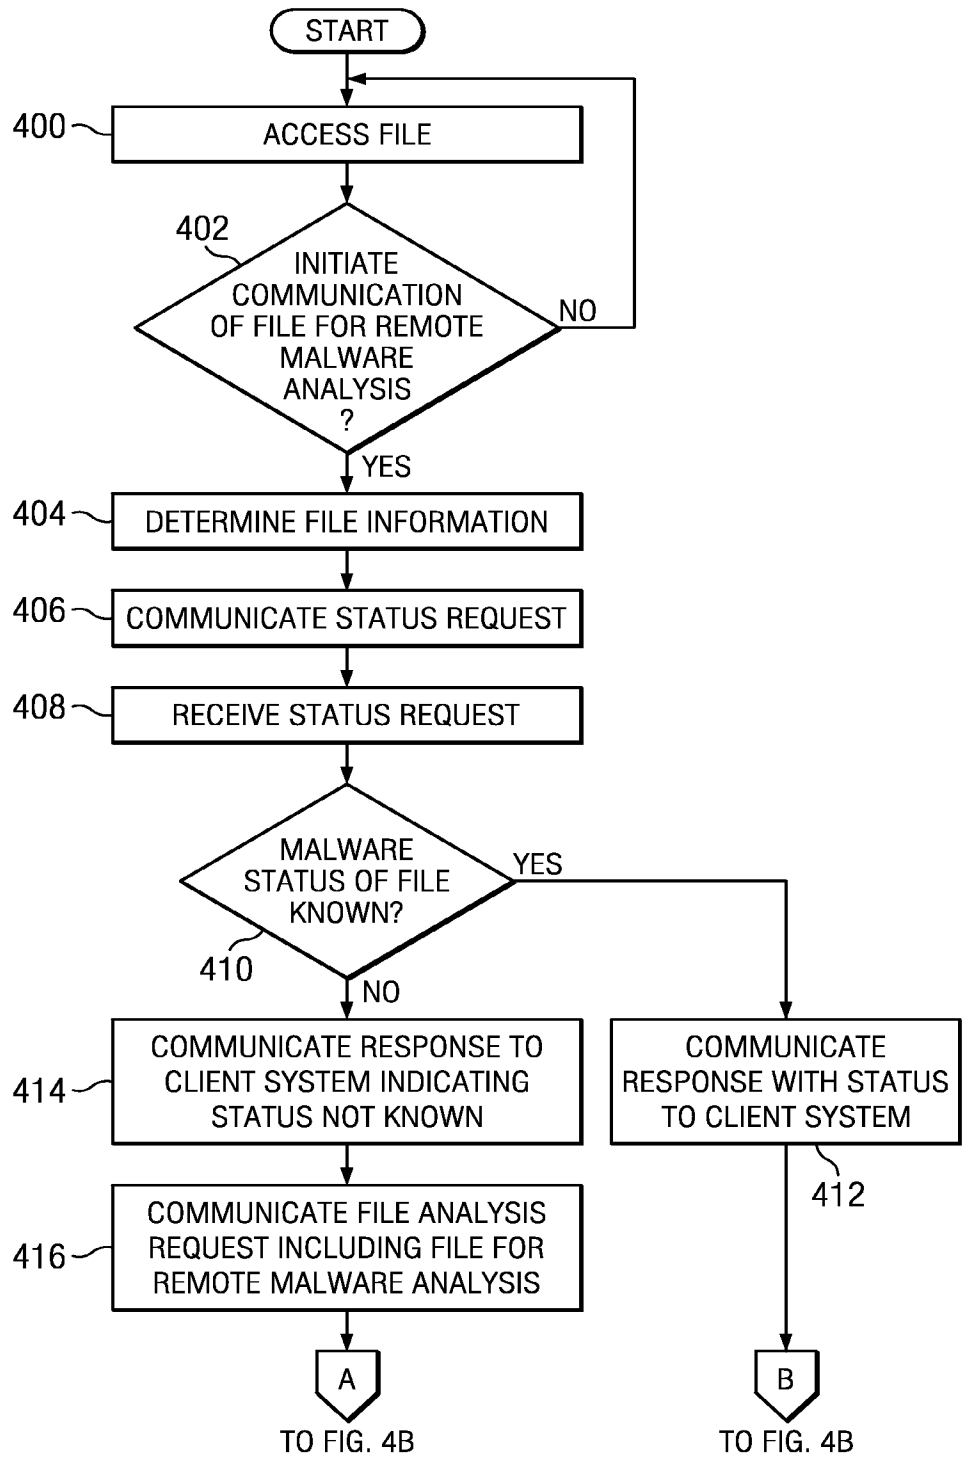 START
400
ACCESS FILE
402
INITIATE
COMMUNICATION
OF FILE FOR REMOTE
MALWARE
ANALYSIS
?
NO
YES
404
DETERMINE FILE INFORMATION
406
COMMUNICATE STATUS REQUEST
408
RECEIVE STATUS REQUEST
MALWARE
STATUS OF FILE
KNOWN?
YES
410
NO
414
COMMUNICATE RESPONSE TO
CLIENT SYSTEM INDICATING
STATUS NOT KNOWN
COMMUNICATE
RESPONSE WITH STATUS
TO CLIENT SYSTEM
412
416
COMMUNICATE FILE ANALYSIS
REQUEST INCLUDING FILE FOR
REMOTE MALWARE ANALYSIS
A
TO FIG. 4B
B
TO FIG. 4B